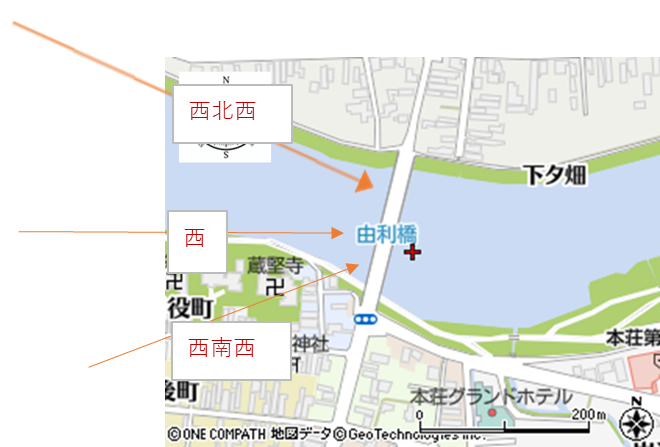 N
西北西
S
下夕畑
西
由利橋
蔵堅寺
役町
西南西
神社
本荘第
後町
本荘グランドホテル
0
200m
©ONE COMPATH 地図データ©GeoTechnologies Inc.